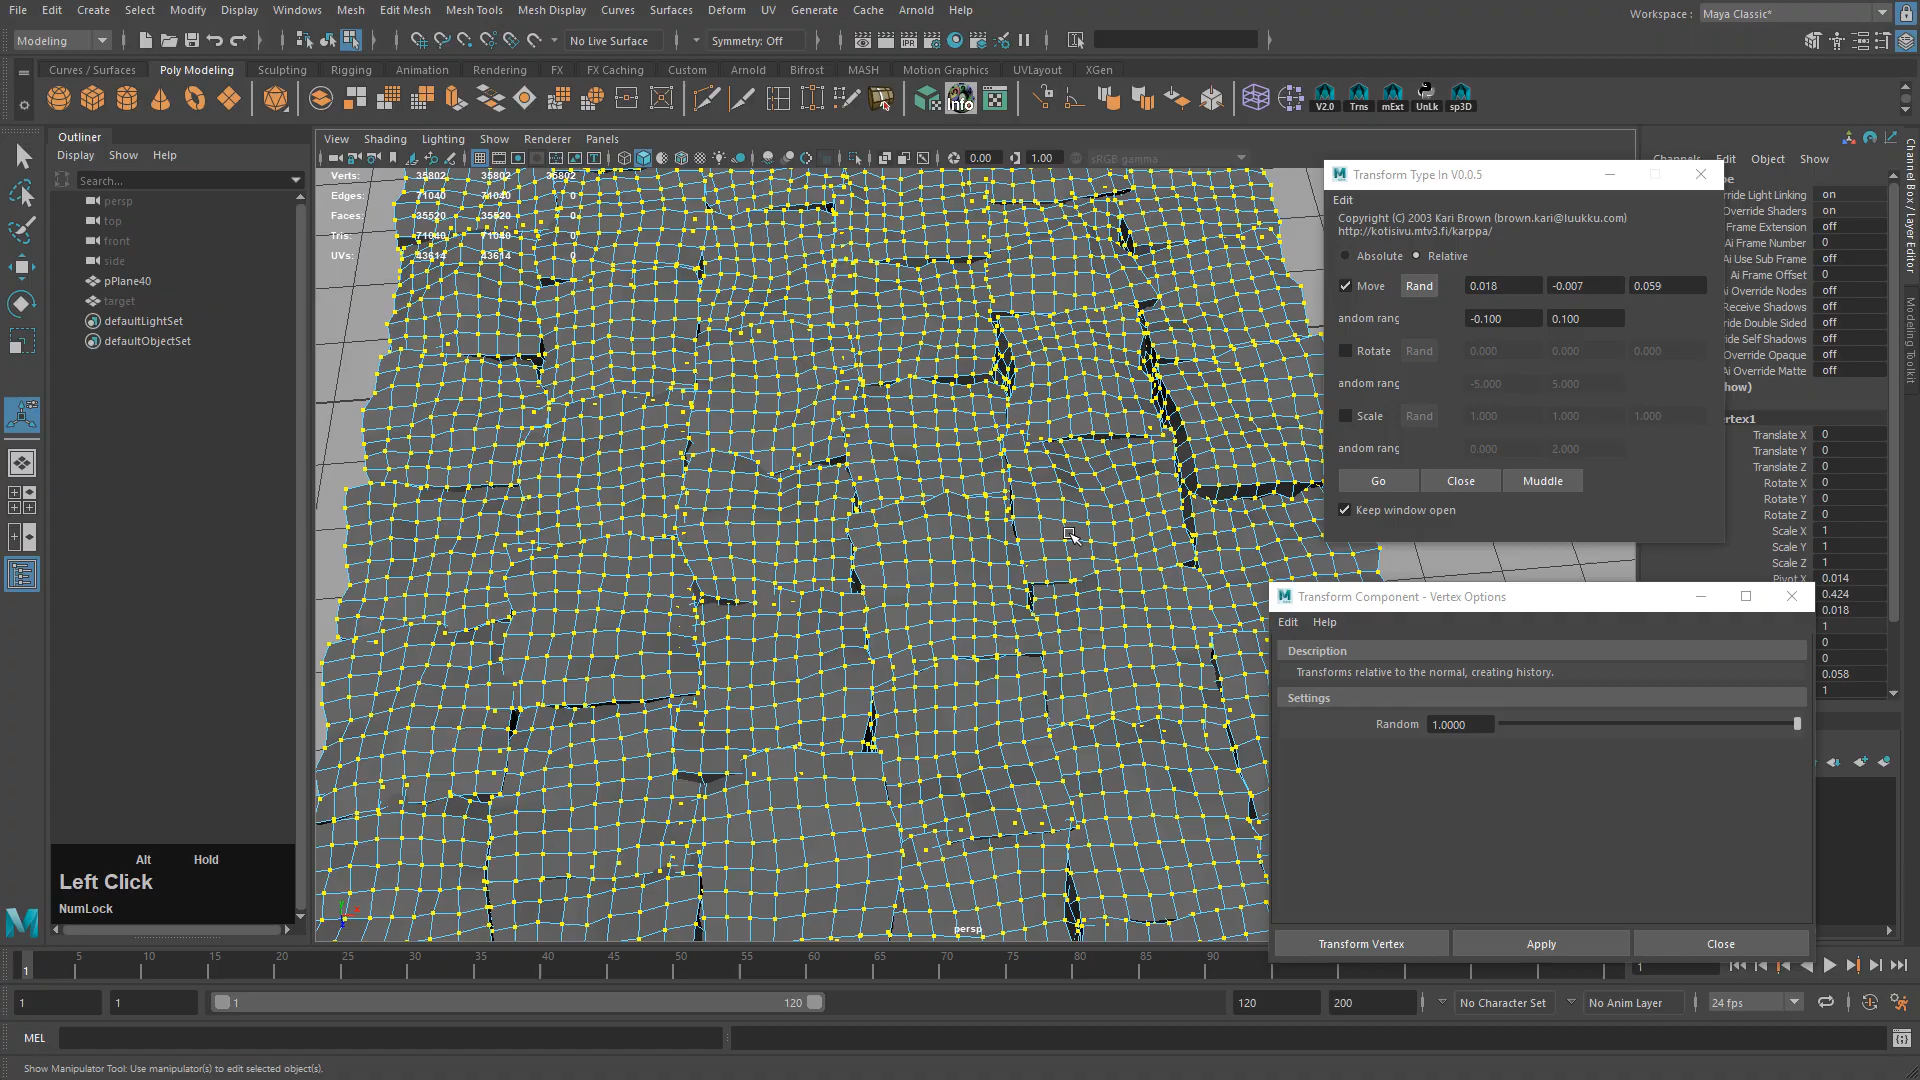 File Edit Create Select Modify Display Windows Mesh Edit Mesh Mesh Tools Mesh Display Curves Surfaces Deform UV Generate Cache Arnold Help
Workspace : Maya Classic*
Modeling No Live Surface Symmetry: Off
Curves / Surfaces Poly Modeling Sculpting Rigging Animation Rendering FX FX Caching Custom Arnold Bifrost MASH Motion Graphics UVLayout XGen
Info IPR V2.0 Trns mExt UnLk sp3D
Outliner
Display Show Help
Search...
persp
top
front
side
pPlane40
target
defaultLightSet
defaultObjectSet
Alt Hold
Left Click
NumLock
View Shading Lighting Show Renderer Panels
0.00 1.00 sRGB gamma
Verts: 35802 35802 35802
Edges: 71040 71040 0
Faces: 35520 35520 0
Tris: 71040 71040 0
UVs: 43614 43614 0
persp
Transform Type In V0.0.5
Edit
Copyright (C) 2003 Kari Brown (brown.kari@luukku.com)
http://kotisivu.mtv3.fi/karppa/
Absolute Relative
Move Rand 0.018 -0.007 0.059
andom rang -0.100 0.100
Rotate Rand 0.000 0.000 0.000
andom rang -5.000 5.000
Scale Rand 1.000 1.000 1.000
andom rang 0.000 2.000
Go Close Muddle
Keep window open
Channels Edit Object Show
pe
rride Light Linking on
Override Shaders on
Frame Extension off
Ai Frame Number 0
Ai Use Sub Frame off
Ai Frame Offset 0
Ai Override Nodes off
Receive Shadows off
rride Double Sided off
ride Self Shadows off
Override Opaque off
Ai Override Matte off
how)
rtex1
Translate X 0
Translate Y 0
Translate Z 0
Rotate X 0
Rotate Y 0
Rotate Z 0
Scale X 1
Scale Y 1
Scale Z 1
Pivot X 0.014
0.424
0.018
1
0
0
0.058
1
Channel Box / Layer Editor
Modeling Toolkit
Transform Component - Vertex Options
Edit Help
Description
Transforms relative to the normal, creating history.
Settings
Random 1.0000
Transform Vertex Apply Close
1 5 10 15 20 25 30 35 40 45 50 55 60 65 70 75 80 85 90
1
1 1 1 120 120 200 No Character Set No Anim Layer 24 fps
MEL
Show Manipulator Tool: Use manipulator(s) to edit selected object(s).